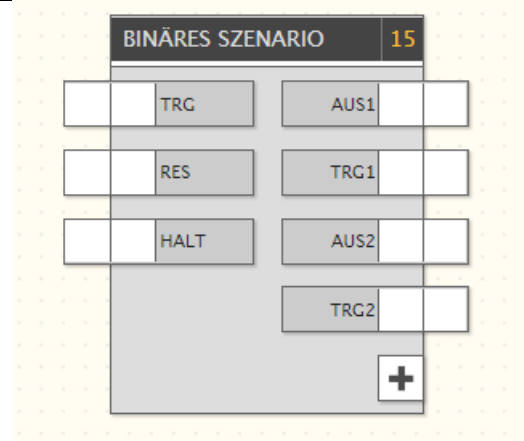 BINÄRES SZENARIO 15
TRG AUS1
RES TRG1
HALT AUS2
TRG2